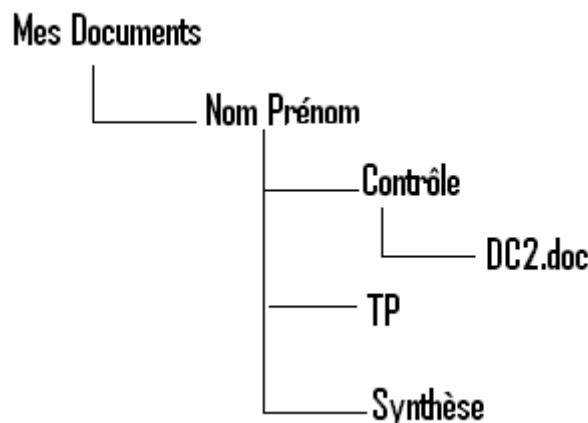 Mes Documents
Nom Prénom
Contrôle
DC2.doc
TP
Synthèse